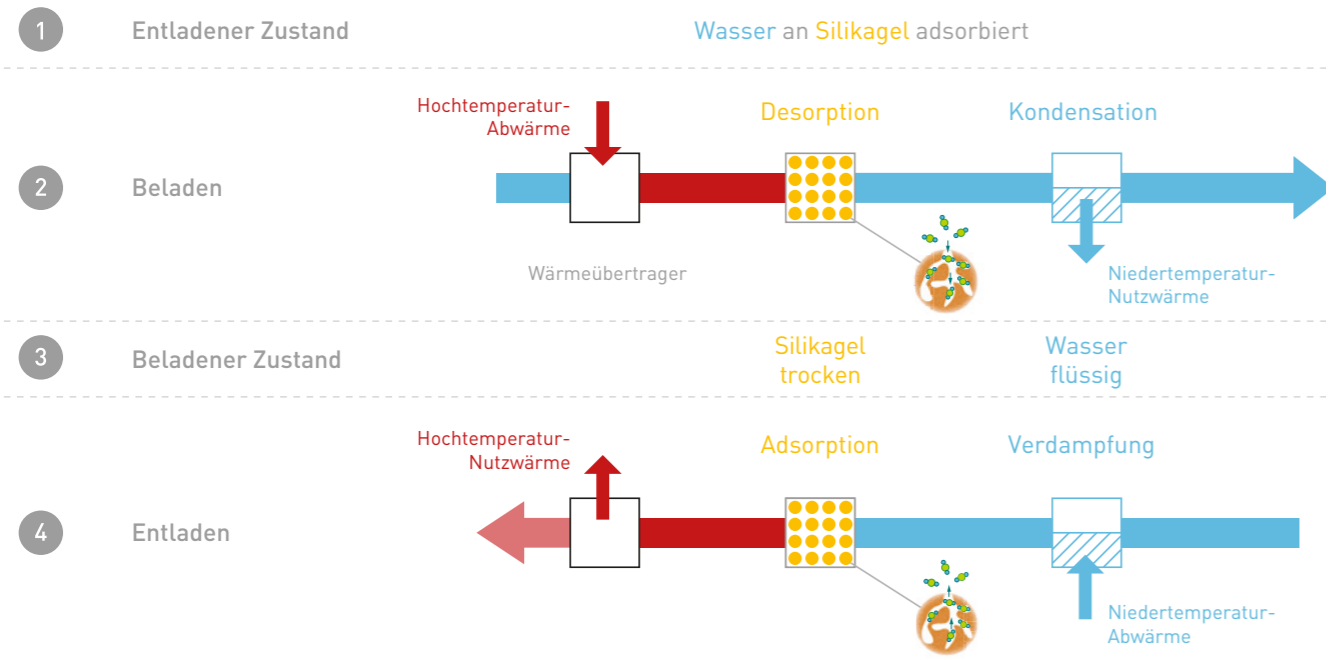 1 Entladener Zustand Wasser an Silikagel adsorbiert
Hochtemperatur-
Abwärme
Desorption
Kondensation
2 Beladen
Wärmeübertrager
Niedertemperatur-
Nutzwärme
3 Beladener Zustand
Silikagel
trocken
Wasser
flüssig
Hochtemperatur-
Nutzwärme
Adsorption
Verdampfung
4 Entladen
Niedertemperatur-
Abwärme